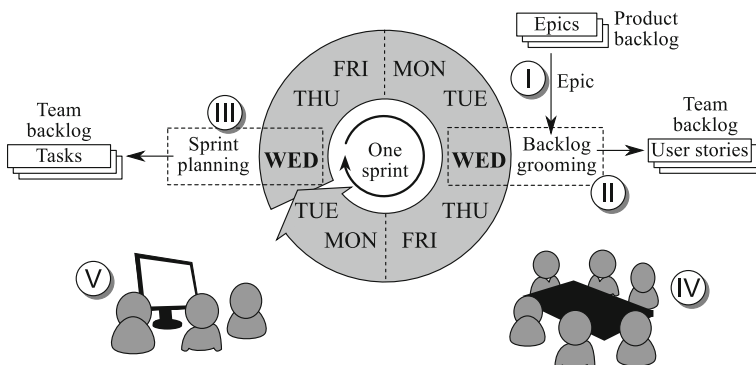 Epics
Product
backlog
FRI
MON
I
Epic
THU
TUE
III
Team
backlog
Tasks
Sprint
planning
WED
One
sprint
WED
Backlog
grooming
Team
backlog
User stories
II
TUE
THU
MON
FRI
V
IV